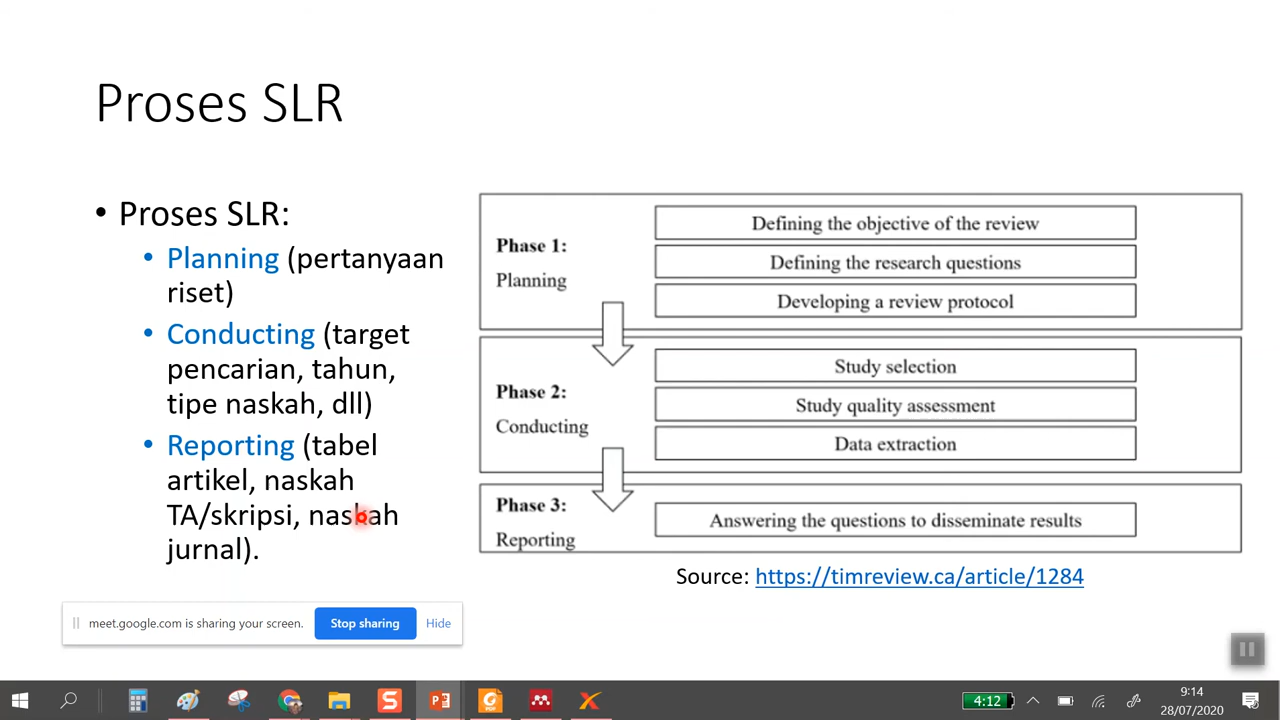 Proses SLR
• Proses SLR:
• Planning (pertanyaan
riset)
• Conducting (target
pencarian, tahun,
tipe naskah, dll)
• Reporting (tabel
artikel, naskah
TA/skripsi, naskah
jurnal).
Phase 1:
Planning
Defining the objective of the review
Defining the research questions
Developing a review protocol
Phase 2:
Conducting
Study selection
Study quality assessment
Data extraction
Phase 3:
Reporting
Answering the questions to disseminate results
Source: https://timreview.ca/article/1284
meet.google.com is sharing your screen.
Stop sharing
Hide
4:12
9:14
28/07/2020